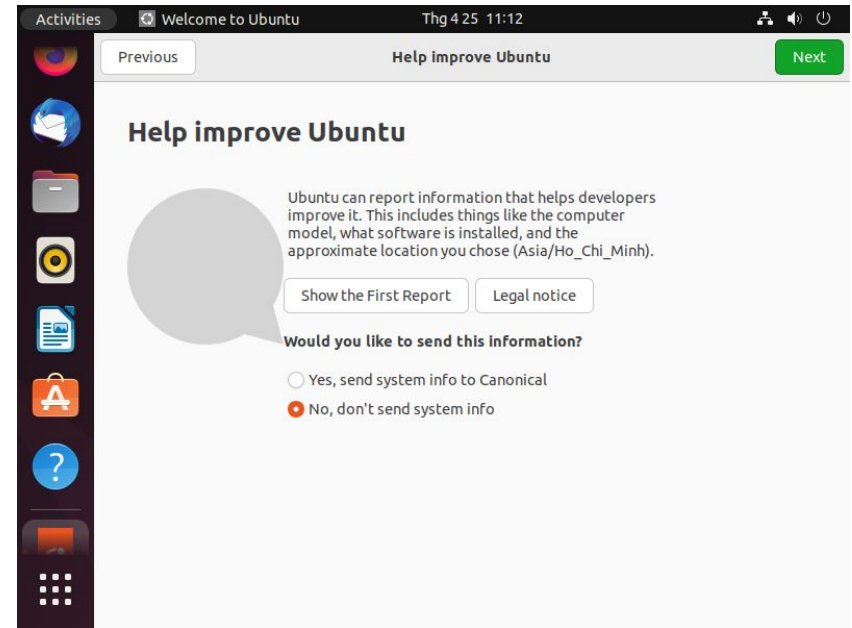 Activities Welcome to Ubuntu Thg 4 25 11:12
Previous Help improve Ubuntu Next
Help improve Ubuntu
Ubuntu can report information that helps developers
improve it. This includes things like the computer
model, what software is installed, and the
approximate location you chose (Asia/Ho_Chi_Minh).
Show the First Report Legal notice
Would you like to send this information?
Yes, send system info to Canonical
No, don't send system info